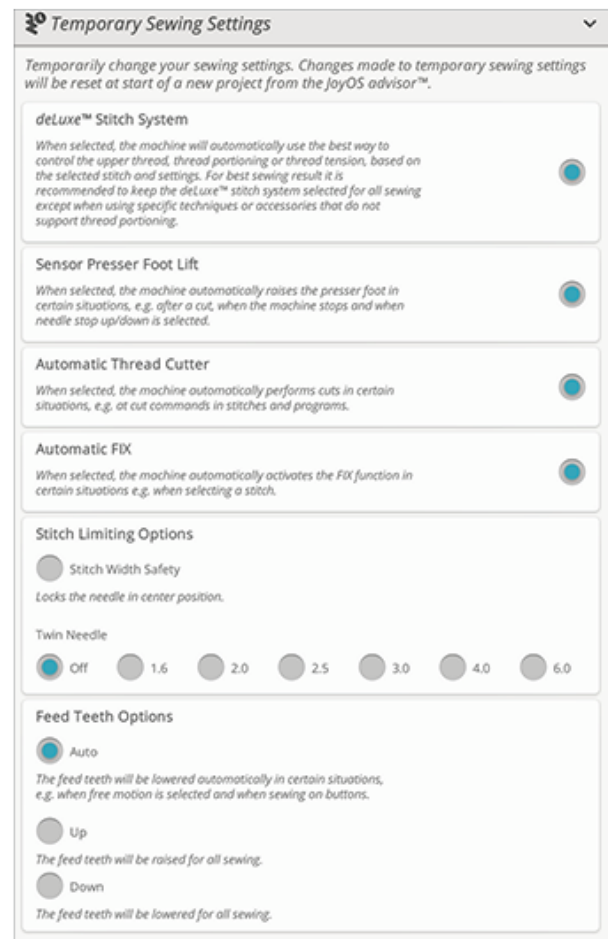 Temporary Sewing Settings
Temporarily change your sewing settings. Changes made to temporary sewing settings
will be reset at start of a new project from the JoyOS advisor™.
deLuxe™ Stitch System
When selected, the machine will automatically use the best way to
control the upper thread, thread portioning or thread tension, based on
the selected stitch and settings. For best sewing result it is
recommended to keep the deLuxe™ stitch system selected for all sewing
except when using specific techniques or accessories that do not
support thread portioning.
Sensor Presser Foot Lift
When selected, the machine automatically raises the presser foot in
certain situations, e.g. after a cut, when the machine stops and when
needle stop up/down is selected.
Automatic Thread Cutter
When selected, the machine automatically performs cuts in certain
situations, e.g. at cut commands in stitches and programs.
Automatic FIX
When selected, the machine automatically activates the FIX function in
certain situations e.g. when selecting a stitch.
Stitch Limiting Options
Stitch Width Safety
Locks the needle in center position.
Twin Needle
Off 1.6 2.0 2.5 3.0 4.0 6.0
Feed Teeth Options
Auto
The feed teeth will be lowered automatically in certain situations,
e.g. when free motion is selected and when sewing on buttons.
Up
The feed teeth will be raised for all sewing.
Down
The feed teeth will be lowered for all sewing.